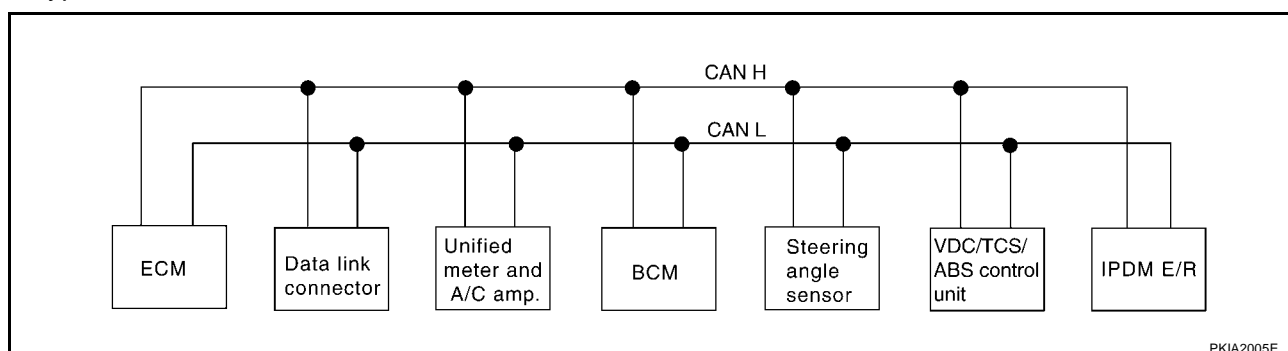 CAN H
CAN L
ECM
Data link
connector
Unified
meter and
A/C amp.
BCM
Steering
angle
sensor
VDC/TCS/
ABS control
unit
IPDM E/R
PKIA2005E